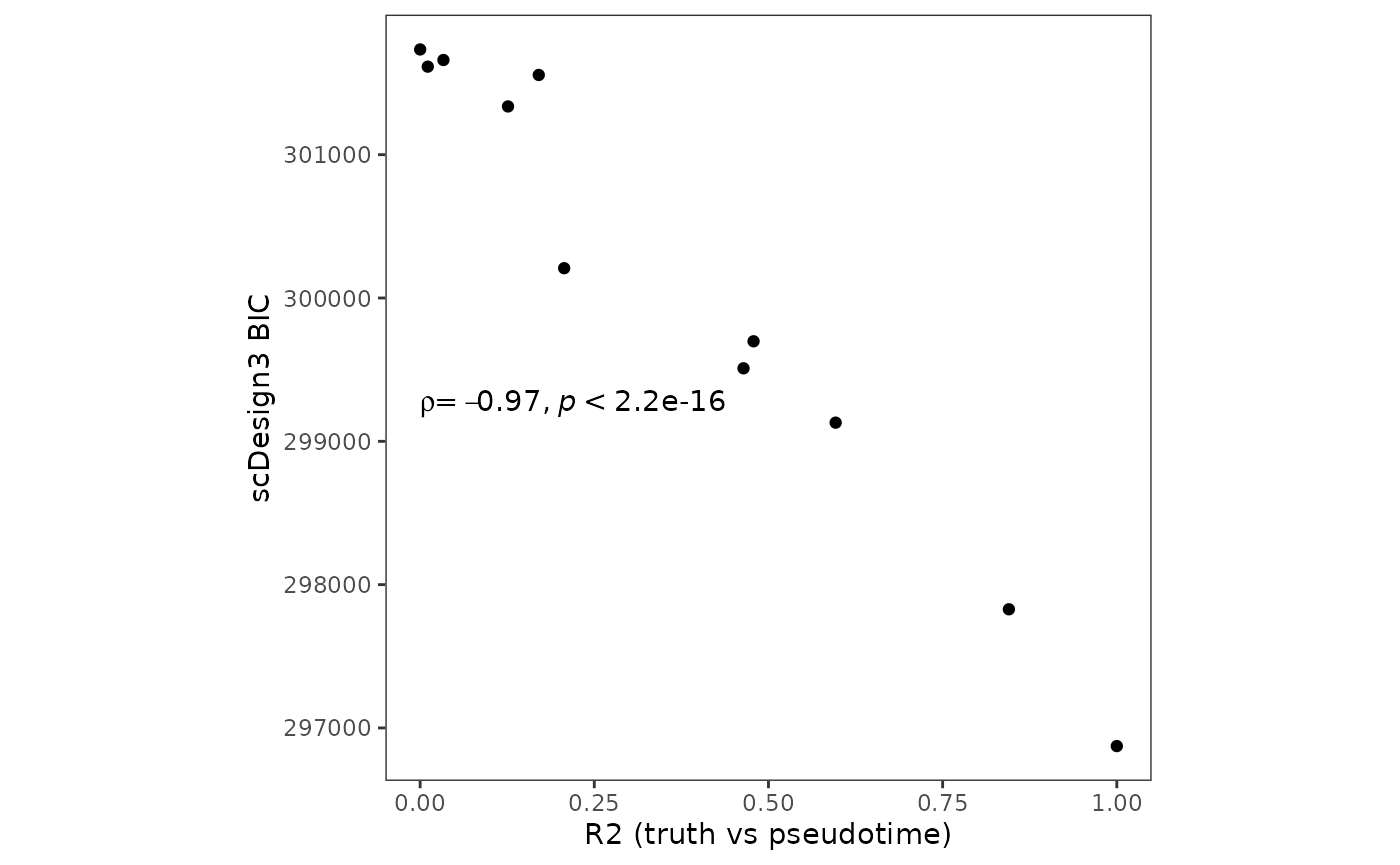 301000
300000
299000
298000
297000
scDesign3 BIC
ρ= –0.97, p < 2.2e-16
0.00 0.25 0.50 0.75 1.00
R2 (truth vs pseudotime)